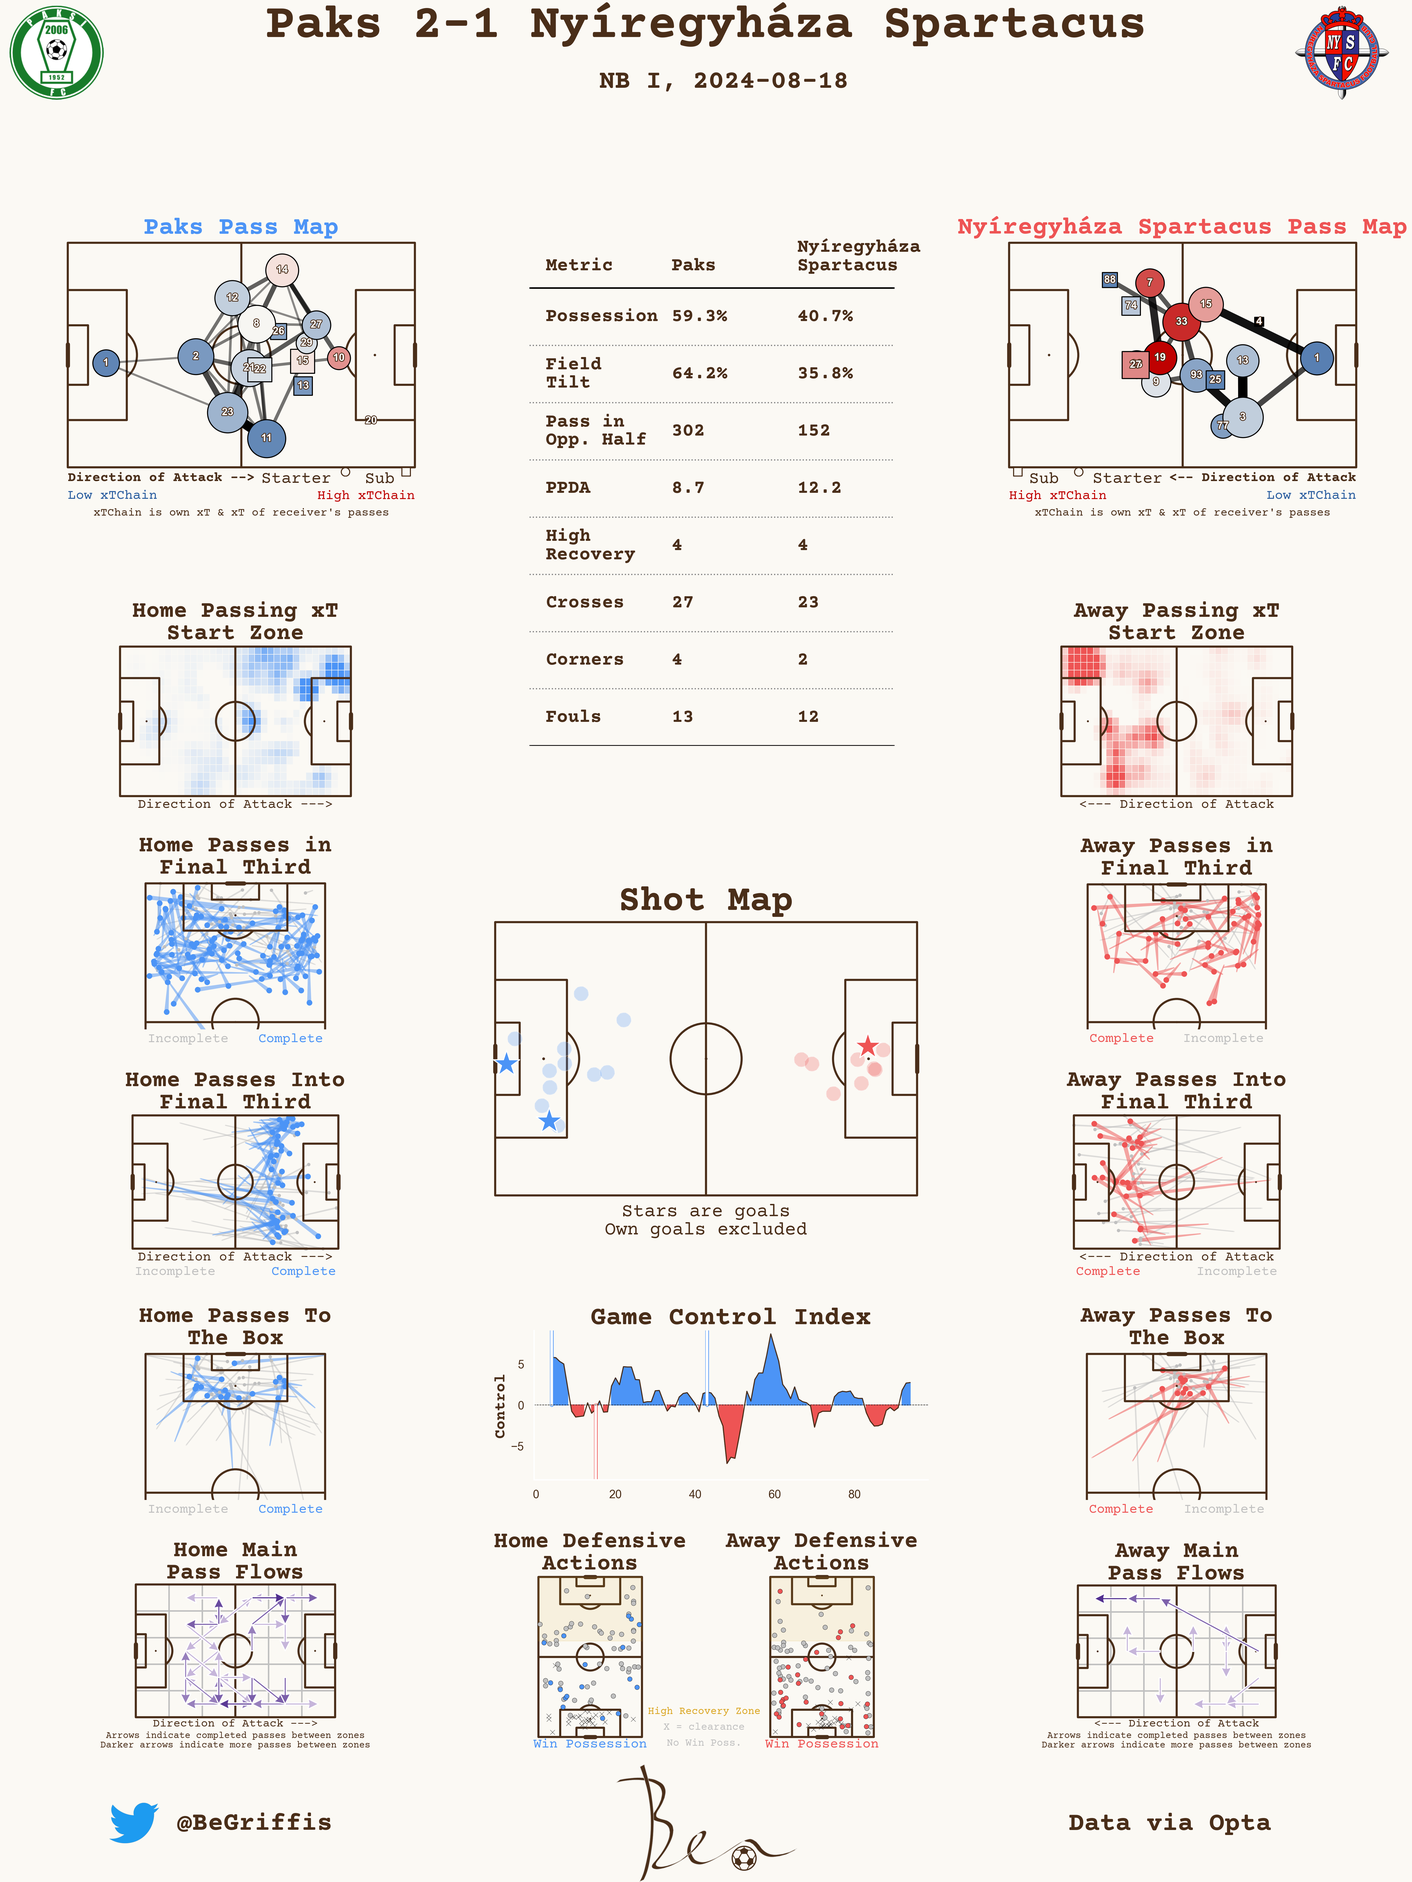 Paks 2-1 Nyíregyháza Spartacus
NB I, 2024-08-18
2006
1952
FC
NY S
F C
Paks Pass Map
1
2
12
14
8
26
27
29
10
15
22
13
23
11
20
Direction of Attack --> Starter Sub
Low xTChain High xTChain
xTChain is own xT & xT of receiver's passes
Metric Paks Nyíregyháza
Spartacus
Possession 59.3% 40.7%
Field
Tilt 64.2% 35.8%
Pass in
Opp. Half 302 152
PPDA 8.7 12.2
High
Recovery 4 4
Crosses 27 23
Corners 4 2
Fouls 13 12
Nyíregyháza Spartacus Pass Map
88
7
74
15
33
4
19
9
93
25
13
1
3
77
Sub Starter <-- Direction of Attack
High xTChain Low xTChain
xTChain is own xT & xT of receiver's passes
Home Passing xT
Start Zone
Direction of Attack --->
Away Passing xT
Start Zone
<--- Direction of Attack
Home Passes in
Final Third
Incomplete Complete
Away Passes in
Final Third
Complete Incomplete
Shot Map
Stars are goals
Own goals excluded
Home Passes Into
Final Third
Direction of Attack --->
Incomplete Complete
Away Passes Into
Final Third
<--- Direction of Attack
Complete Incomplete
Home Passes To
The Box
Incomplete Complete
Game Control Index
Control
5
0
−5
0 20 40 60 80
Away Passes To
The Box
Complete Incomplete
Home Main
Pass Flows
Direction of Attack --->
Arrows indicate completed passes between zones
Darker arrows indicate more passes between zones
Home Defensive
Actions
Win Possession
Away Defensive
Actions
Win Possession
High Recovery Zone
X = clearance
No Win Poss.
Away Main
Pass Flows
<--- Direction of Attack
Arrows indicate completed passes between zones
Darker arrows indicate more passes between zones
@BeGriffis
Ben
Data via Opta